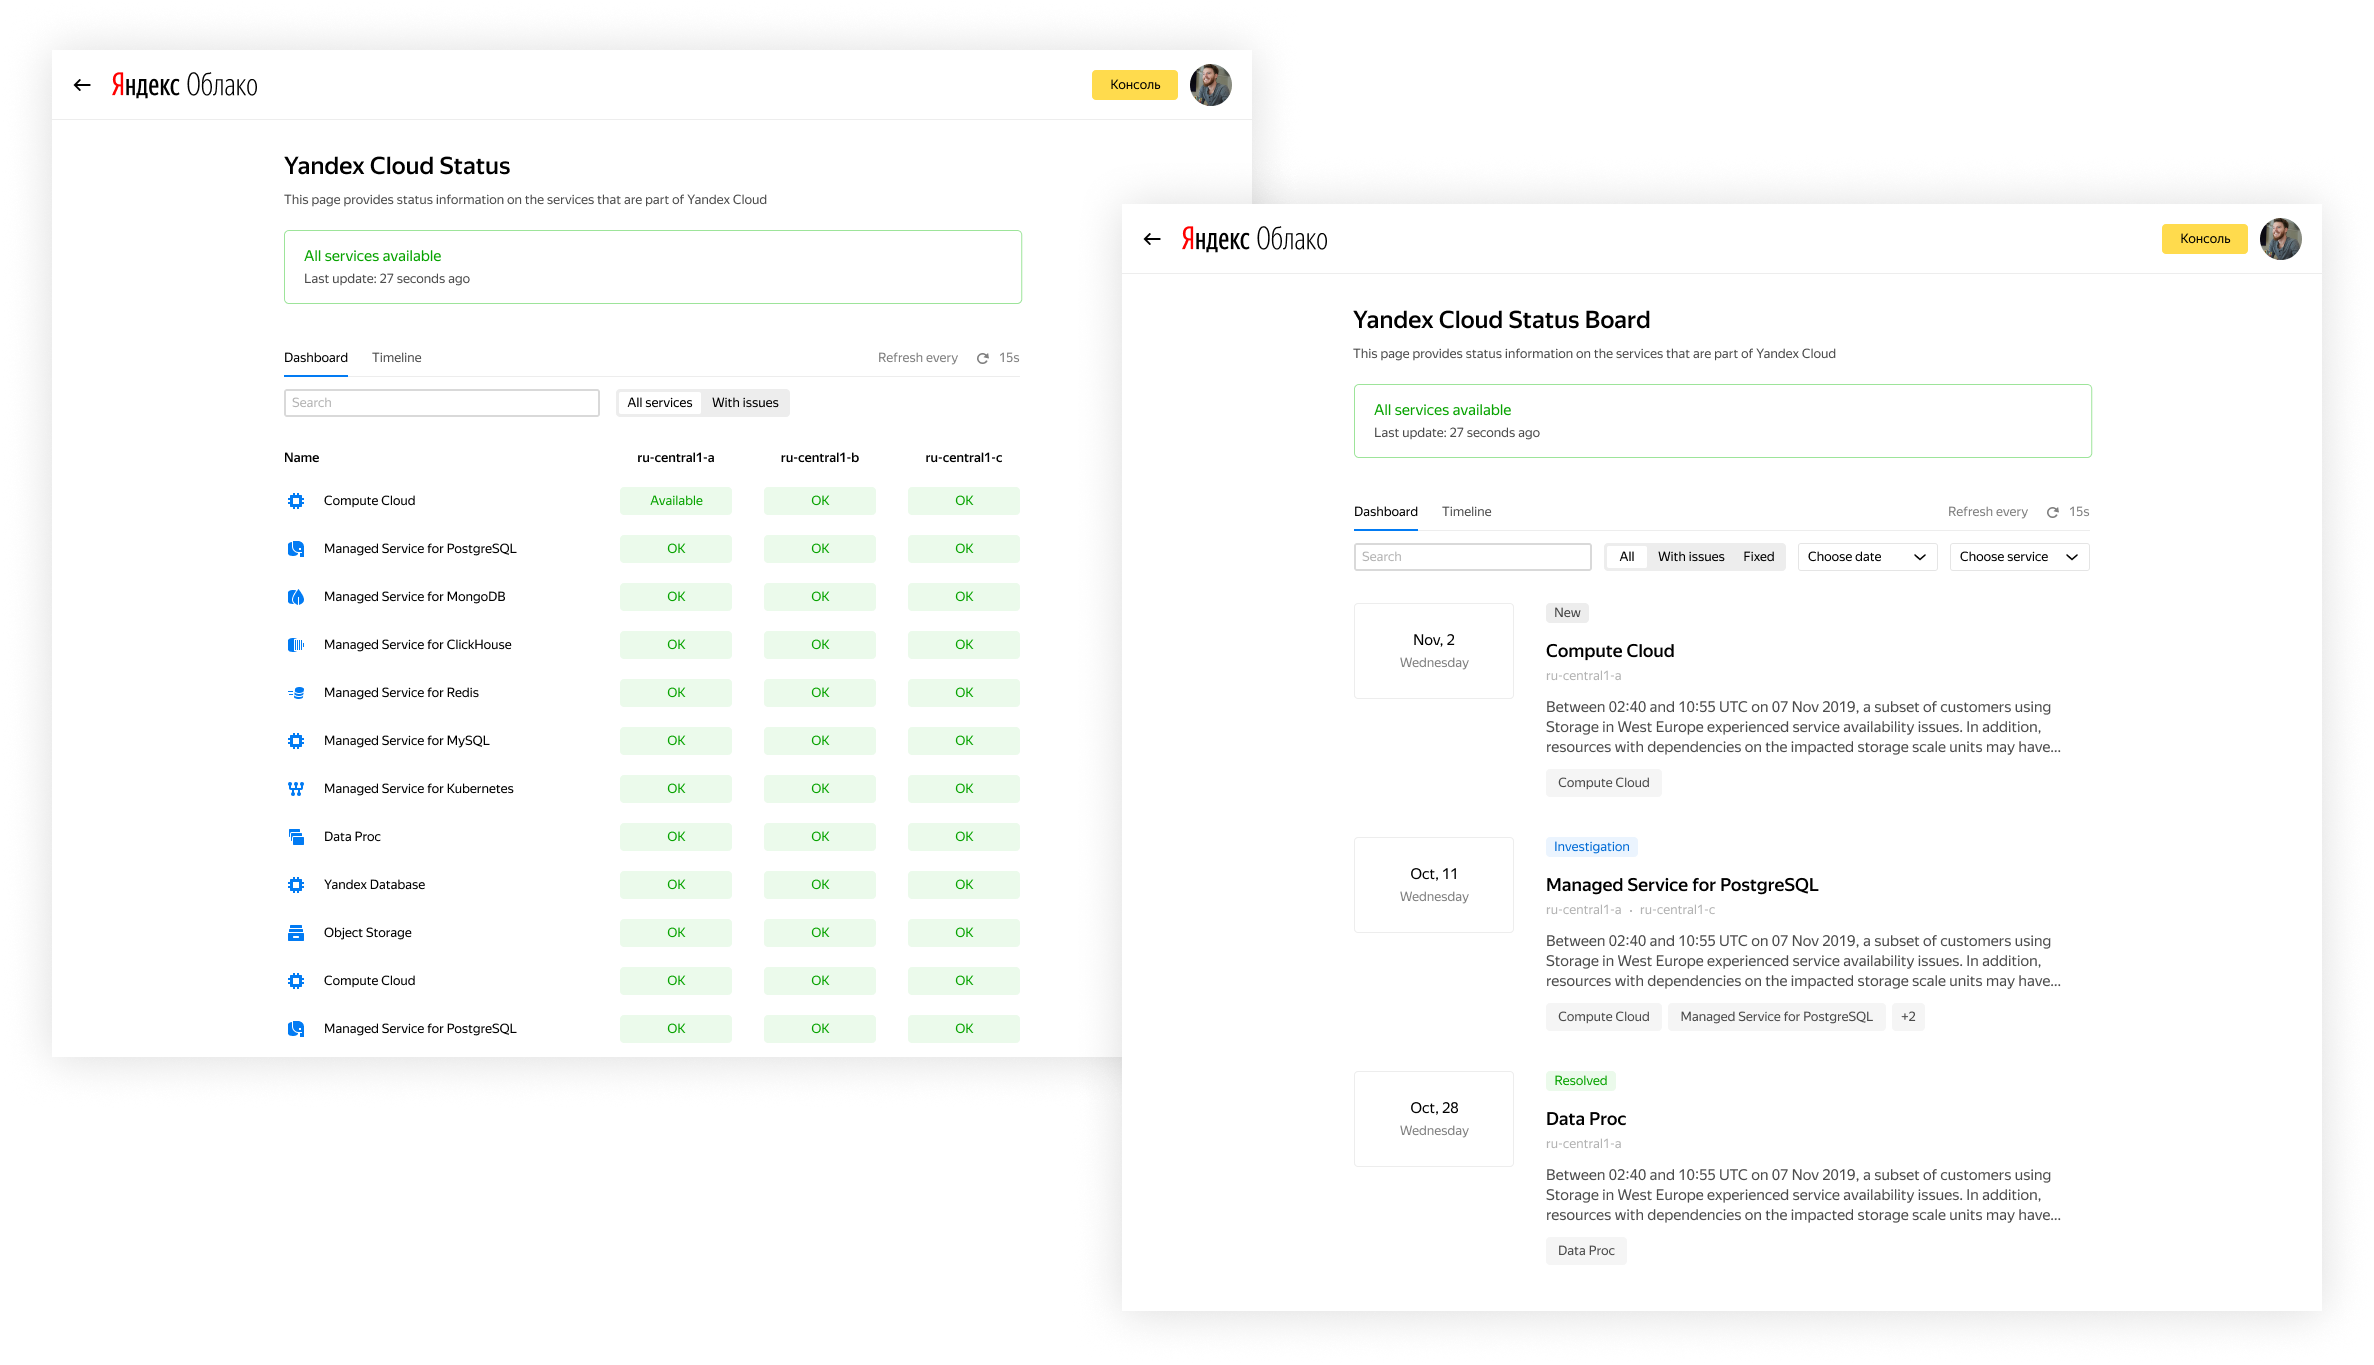 Яндекс Облако
Консоль
Yandex Cloud Status
This page provides status information on the services that are part of Yandex Cloud
All services available
Last update: 27 seconds ago
Dashboard Timeline Refresh every 15s
Search All services With issues
Name ru-central1-a ru-central1-b ru-central1-c
Compute Cloud Available OK OK
Managed Service for PostgreSQL OK OK OK
Managed Service for MongoDB OK OK OK
Managed Service for ClickHouse OK OK OK
Managed Service for Redis OK OK OK
Managed Service for MySQL OK OK OK
Managed Service for Kubernetes OK OK OK
Data Proc OK OK OK
Yandex Database OK OK OK
Object Storage OK OK OK
Compute Cloud OK OK OK
Managed Service for PostgreSQL OK OK OK
Яндекс Облако
Консоль
Yandex Cloud Status Board
This page provides status information on the services that are part of Yandex Cloud
All services available
Last update: 27 seconds ago
Dashboard Timeline Refresh every 15s
Search All With issues Fixed Choose date Choose service
Nov, 2
Wednesday
New
Compute Cloud
ru-central1-a
Between 02:40 and 10:55 UTC on 07 Nov 2019, a subset of customers using
Storage in West Europe experienced service availability issues. In addition,
resources with dependencies on the impacted storage scale units may have...
Compute Cloud
Oct, 11
Wednesday
Investigation
Managed Service for PostgreSQL
ru-central1-a · ru-central1-c
Between 02:40 and 10:55 UTC on 07 Nov 2019, a subset of customers using
Storage in West Europe experienced service availability issues. In addition,
resources with dependencies on the impacted storage scale units may have...
Compute Cloud Managed Service for PostgreSQL +2
Oct, 28
Wednesday
Resolved
Data Proc
ru-central1-a
Between 02:40 and 10:55 UTC on 07 Nov 2019, a subset of customers using
Storage in West Europe experienced service availability issues. In addition,
resources with dependencies on the impacted storage scale units may have...
Data Proc